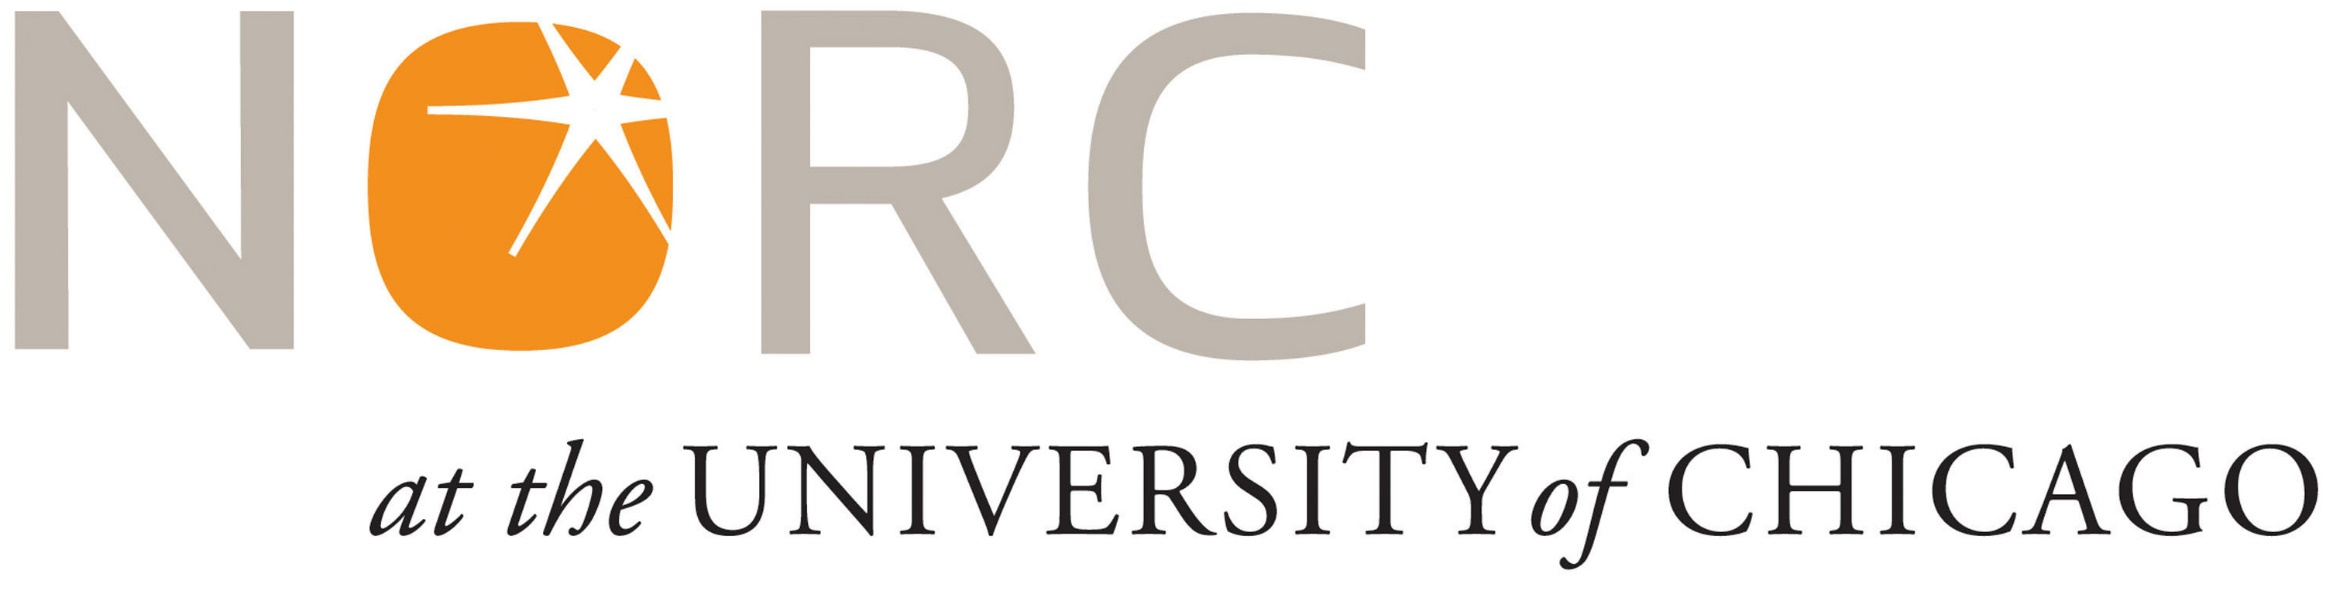 NORC
at the UNIVERSITY of CHICAGO